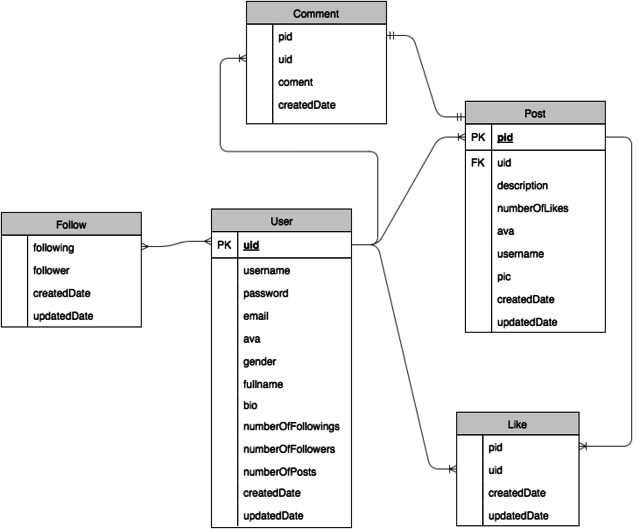 Comment
pid
uid
coment
createdDate
Post
PK pid
FK uid
description
numberOfLikes
ava
username
pic
createdDate
updatedDate
Follow
following
follower
createdDate
updatedDate
User
PK uid
username
password
email
ava
gender
fullname
bio
numberOfFollowings
numberOfFollowers
numberOfPosts
createdDate
updatedDate
Like
pid
uid
createdDate
updatedDate